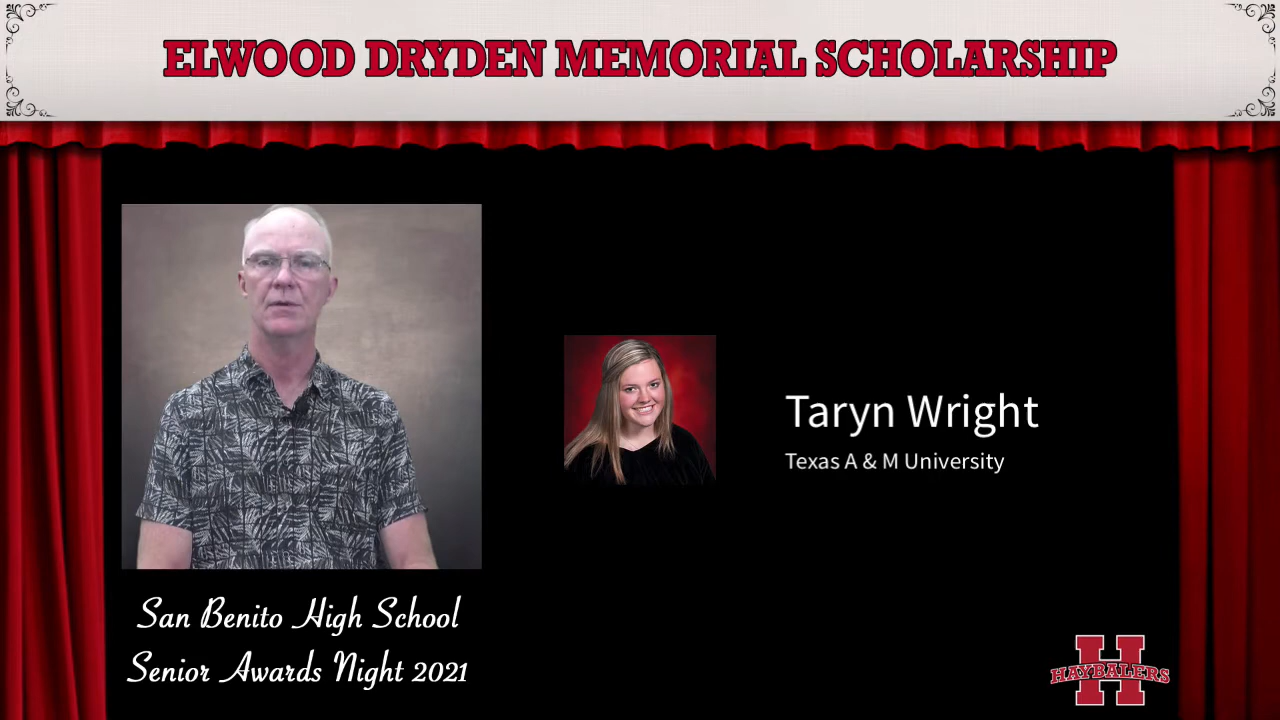 ELWOOD DRYDEN MEMORIAL SCHOLARSHIP
Taryn Wright
Texas A & M University
San Benito High School
Senior Awards Night 2021
H
HAYBALERS